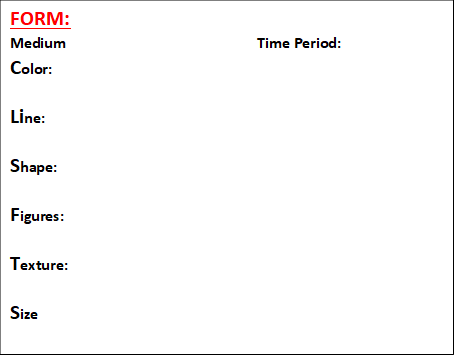 FORM:
Medium Time Period:
Color:
Line:
Shape:
Figures:
Texture:
Size